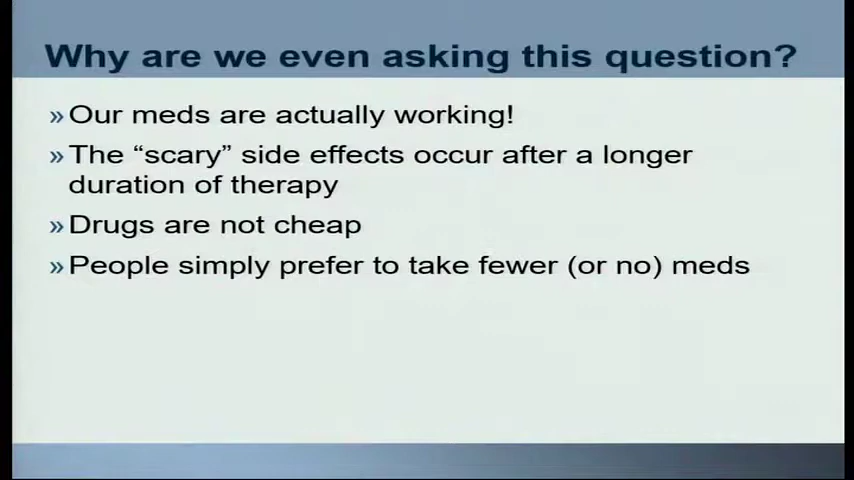 Why are we even asking this question?
» Our meds are actually working!
» The “scary” side effects occur after a longer
duration of therapy
» Drugs are not cheap
» People simply prefer to take fewer (or no) meds